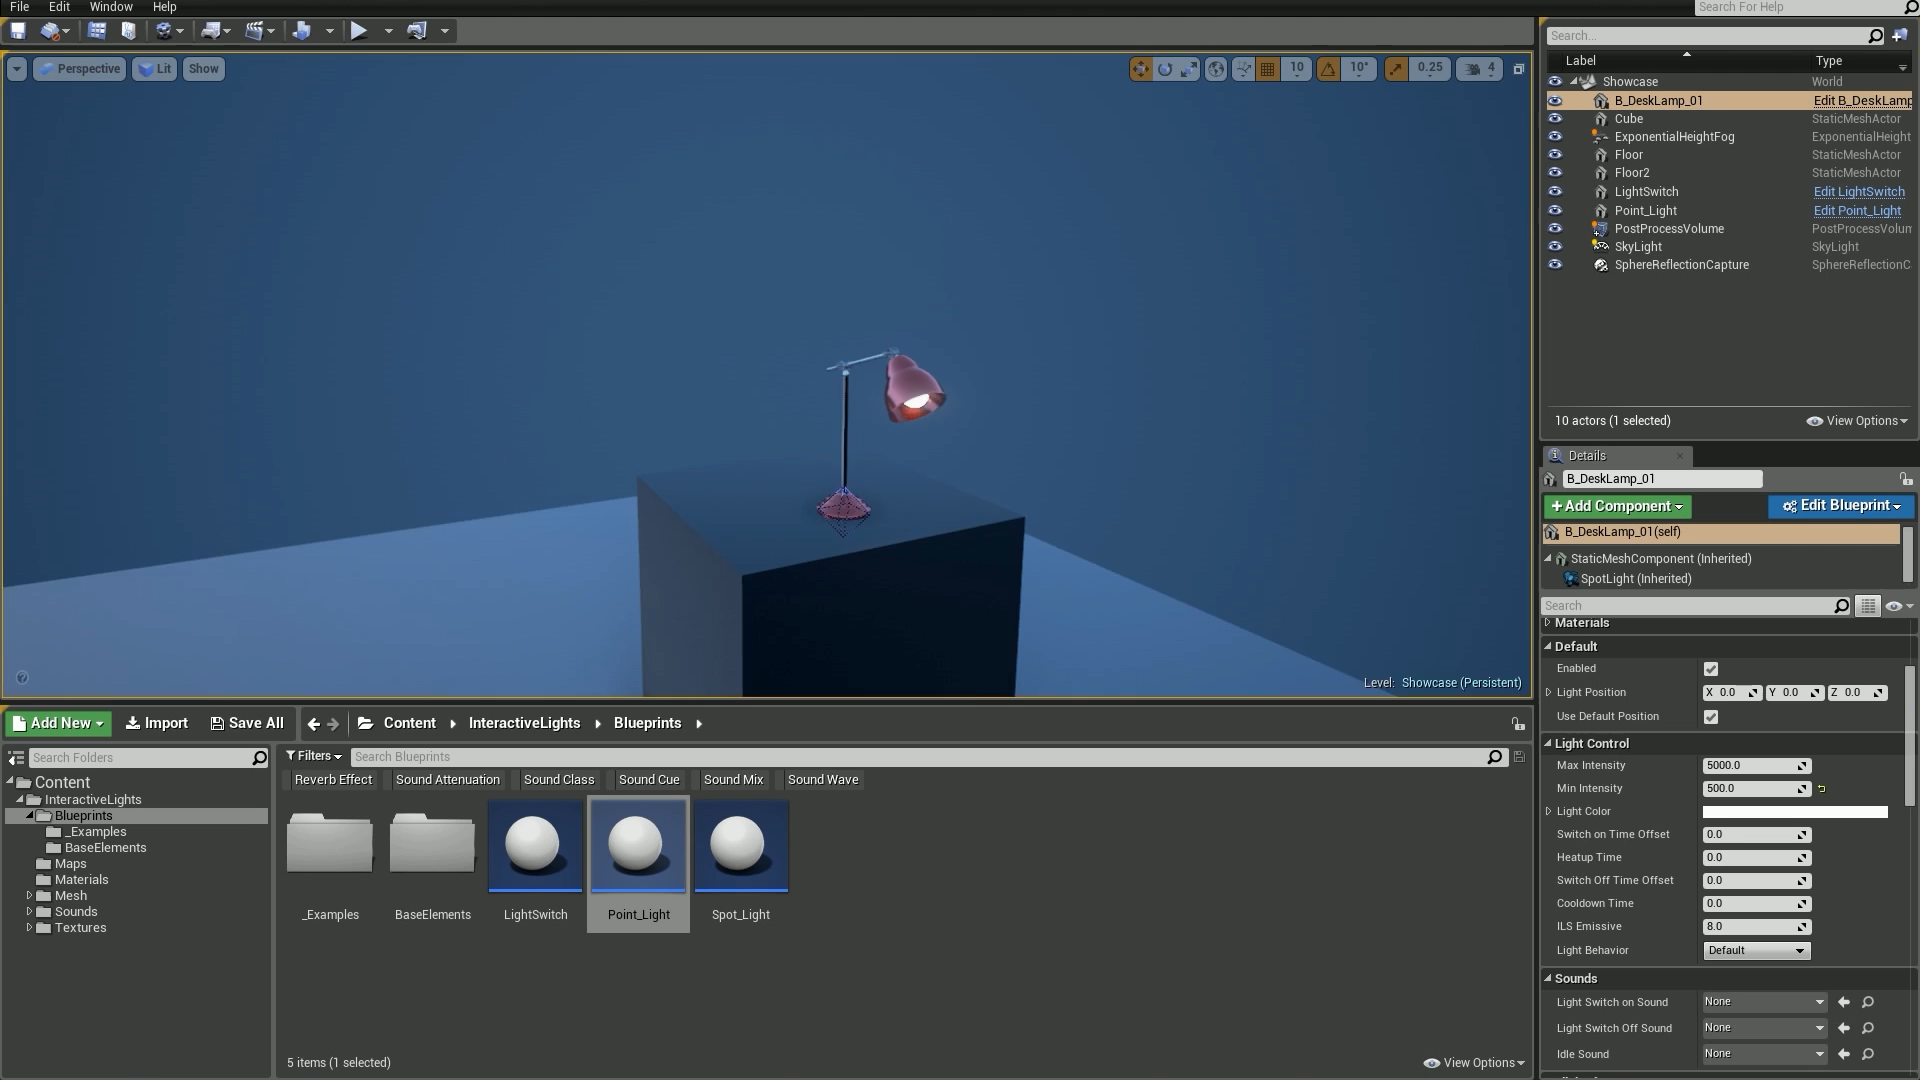 File Edit Window Help
Search For Help
Perspective Lit Show
10 10° 0.25 4
Level: Showcase (Persistent)
Search...
Label Type
Showcase World
B_DeskLamp_01 Edit B_DeskLamp
Cube StaticMeshActor
ExponentialHeightFog ExponentialHeight
Floor StaticMeshActor
Floor2 StaticMeshActor
LightSwitch Edit LightSwitch
Point_Light Edit Point_Light
PostProcessVolume PostProcessVolum
SkyLight SkyLight
SphereReflectionCapture SphereReflectionC
10 actors (1 selected) View Options
Details
B_DeskLamp_01
+Add Component Edit Blueprint
B_DeskLamp_01(self)
StaticMeshComponent (Inherited)
SpotLight (Inherited)
Search
Materials
Default
Enabled
Light Position X 0.0 Y 0.0 Z 0.0
Use Default Position
Light Control
Max Intensity 5000.0
Min Intensity 500.0
Light Color
Switch on Time Offset 0.0
Heatup Time 0.0
Switch Off Time Offset 0.0
Cooldown Time 0.0
ILS Emissive 8.0
Light Behavior Default
Sounds
Light Switch on Sound None
Light Switch Off Sound None
Idle Sound None
Add New Import Save All Content InteractiveLights Blueprints
Search Folders
Content
InteractiveLights
Blueprints
_Examples
BaseElements
Maps
Materials
Mesh
Sounds
Textures
Filters Search Blueprints
Reverb Effect Sound Attenuation Sound Class Sound Cue Sound Mix Sound Wave
_Examples BaseElements LightSwitch Point_Light Spot_Light
5 items (1 selected) View Options